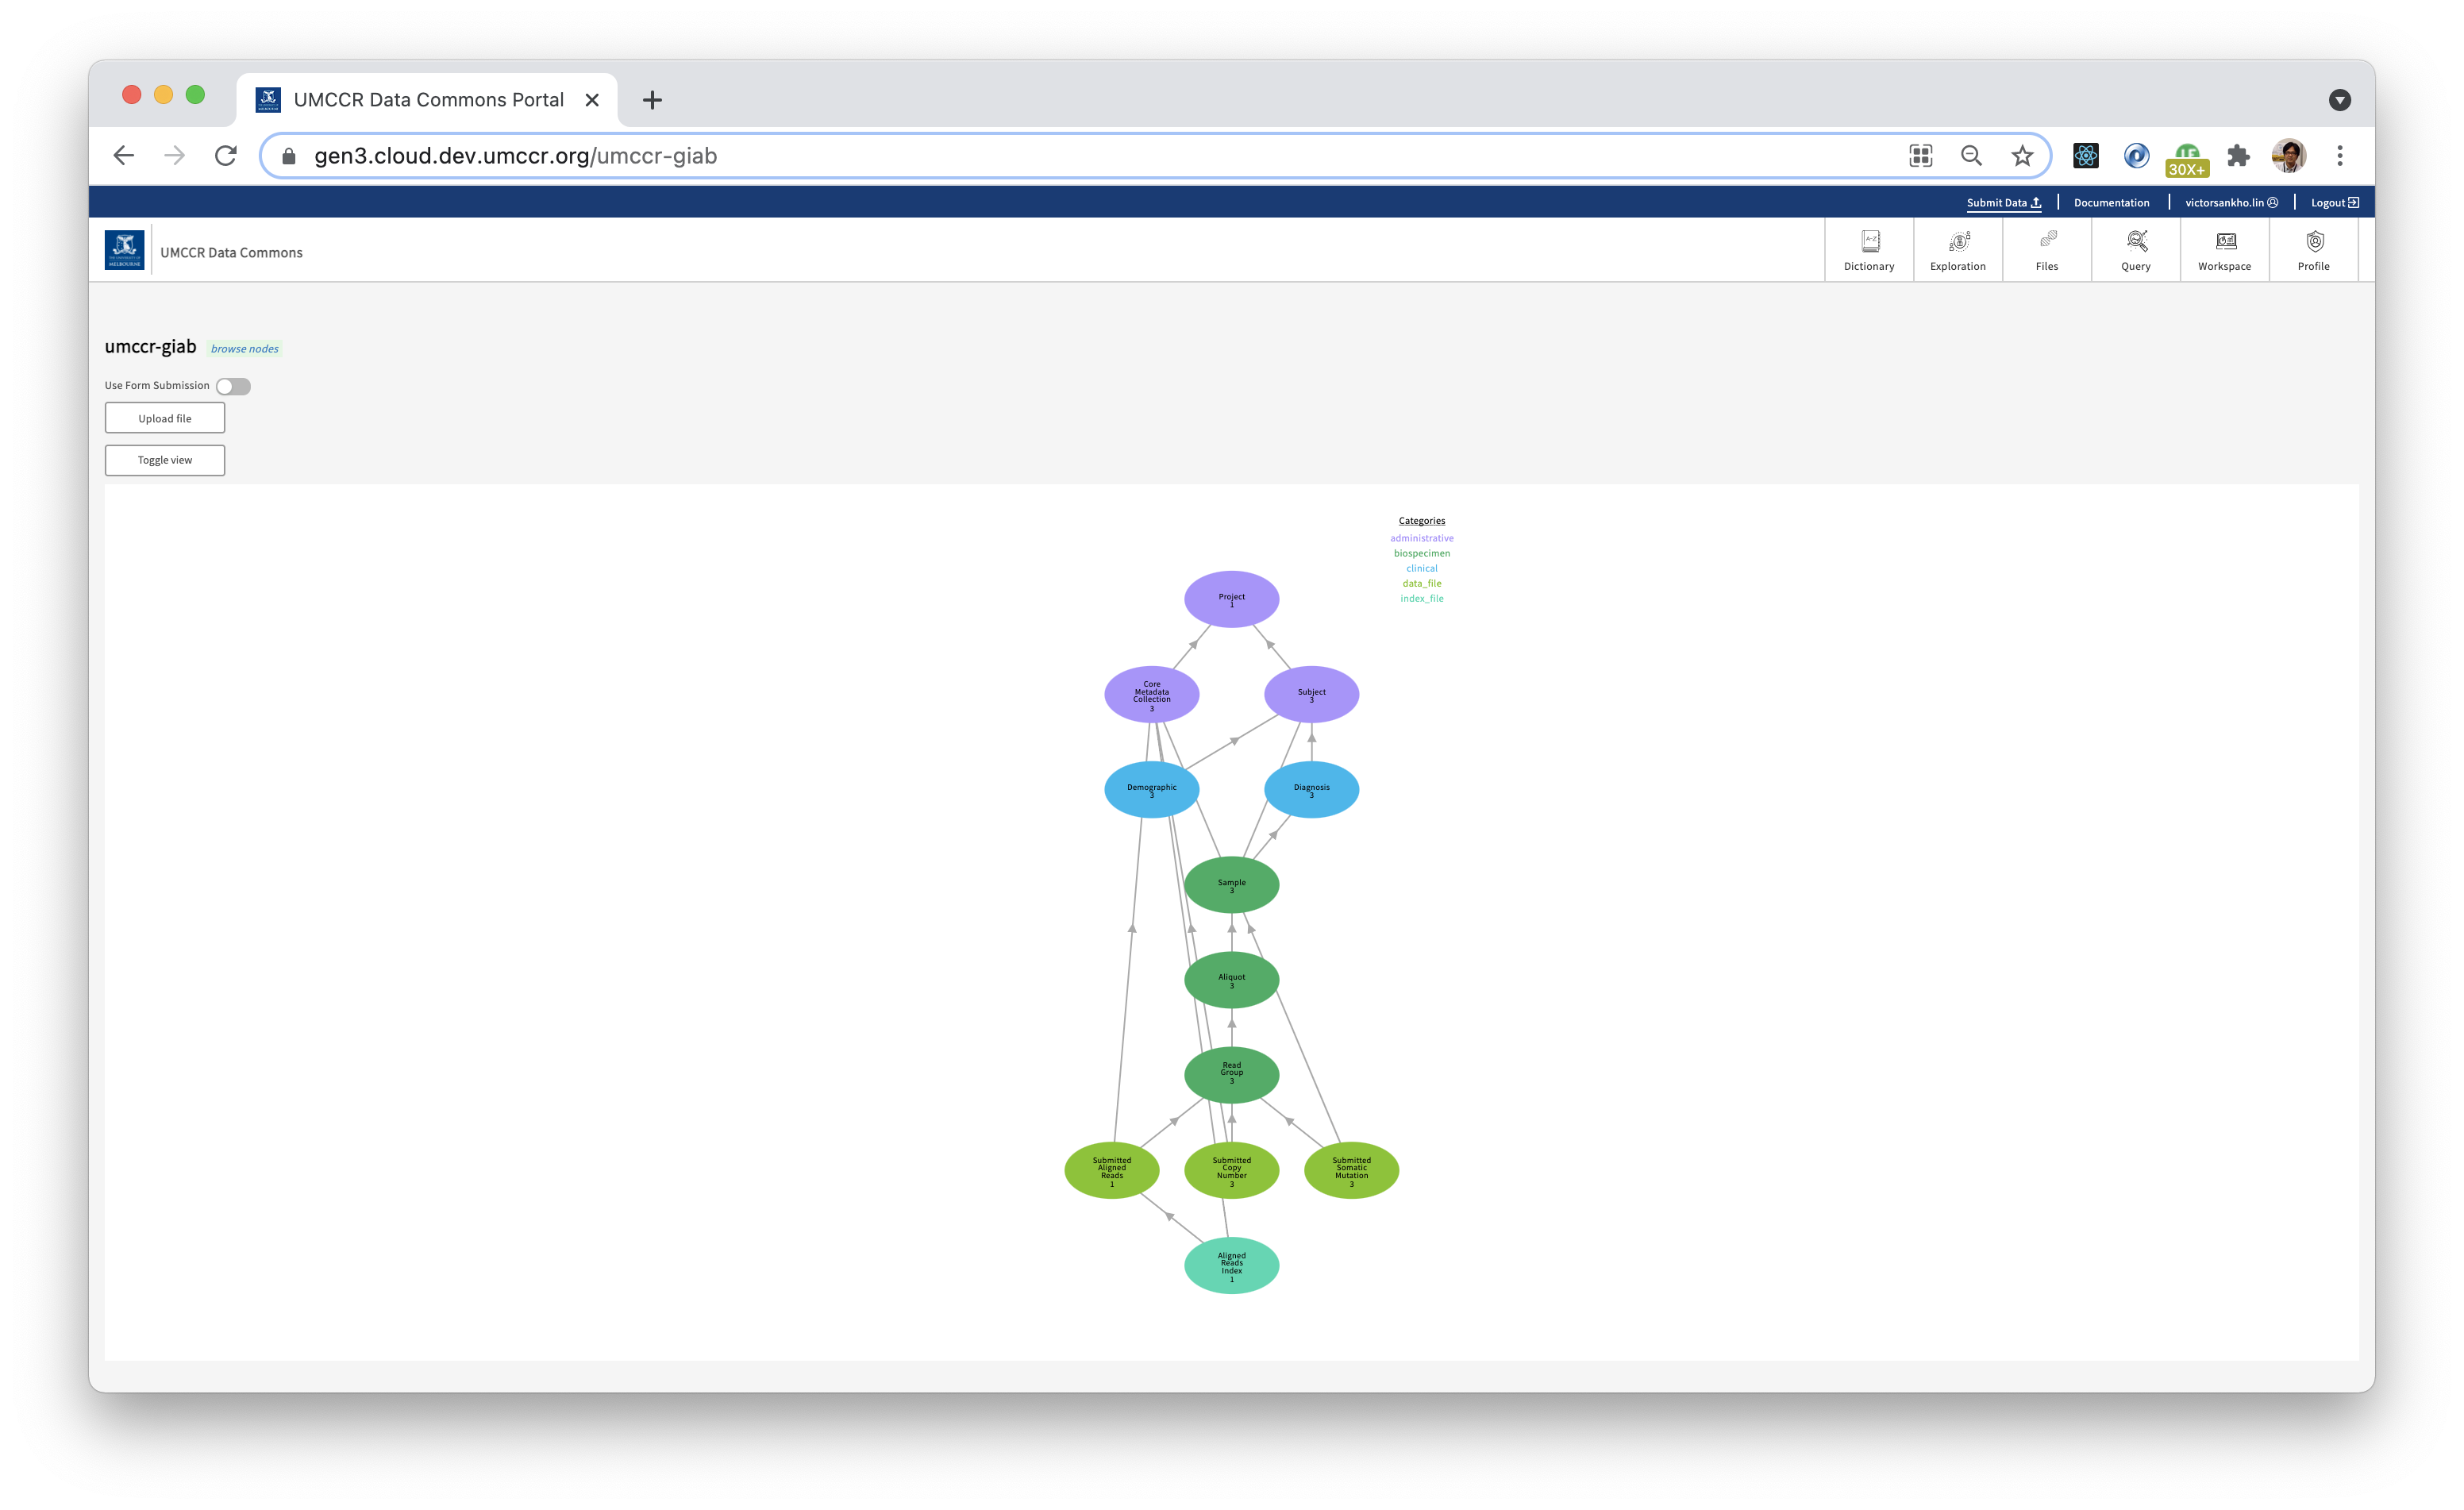 UMCCR Data Commons Portal
gen3.cloud.dev.umccr.org/umccr-giab
30X+
Submit Data
Documentation
victorsankho.lin
Logout
MELBOURNE
UMCCR Data Commons
A-Z
Dictionary
Exploration
Files
Query
Workspace
Profile
umccr-giab browse nodes
Use Form Submission
Upload file
Toggle view
Categories
administrative
biospecimen
clinical
data_file
index_file
Project
1
Core
Metadata
Collection
3
Subject
3
Demographic
3
Diagnosis
3
Sample
3
Aliquot
3
Read
Group
3
Submitted
Aligned
Reads
1
Submitted
Copy
Number
3
Submitted
Somatic
Mutation
3
Aligned
Reads
Index
1